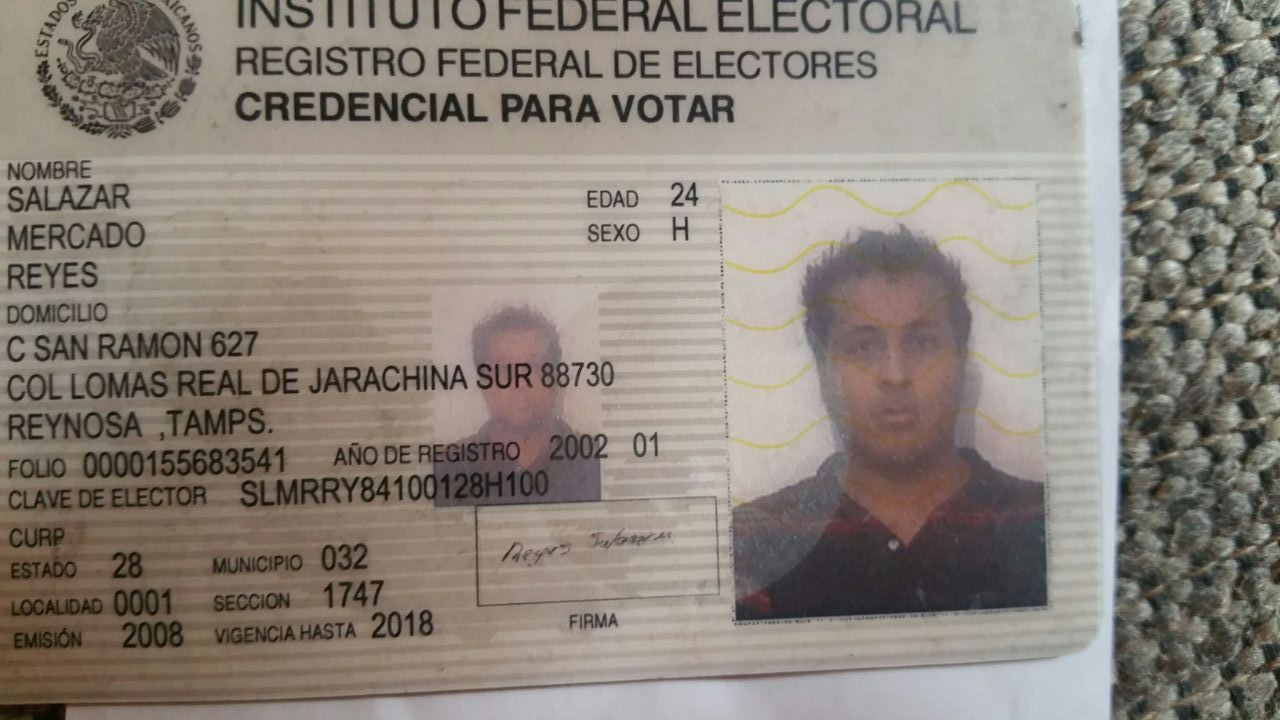 ESTADOS
MEXICANOS
INSTITUTO FEDERAL ELECTORAL
REGISTRO FEDERAL DE ELECTORES
CREDENCIAL PARA VOTAR
NOMBRE
SALAZAR
MERCADO
REYES
EDAD 24
SEXO H
DOMICILIO
C SAN RAMON 627
COL LOMAS REAL DE JARACHINA SUR 88730
REYNOSA ,TAMPS.
FOLIO 0000155683541 AÑO DE REGISTRO 2002 01
CLAVE DE ELECTOR SLMRRY84100128H100
CURP
ESTADO 28 MUNICIPIO 032
LOCALIDAD 0001 SECCION 1747
EMISIÓN 2008 VIGENCIA HASTA 2018
Reyes Salazar M.
FIRMA